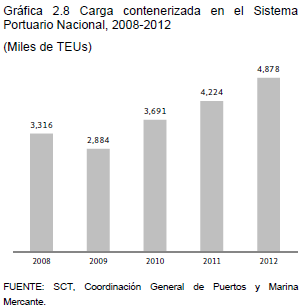 Gráfica 2.8 Carga contenerizada en el Sistema
Portuario Nacional, 2008-2012
(Miles de TEUs)
4,878
4,224
3,691
3,316
2,884
2008 2009 2010 2011 2012
FUENTE: SCT, Coordinación General de Puertos y Marina
Mercante.